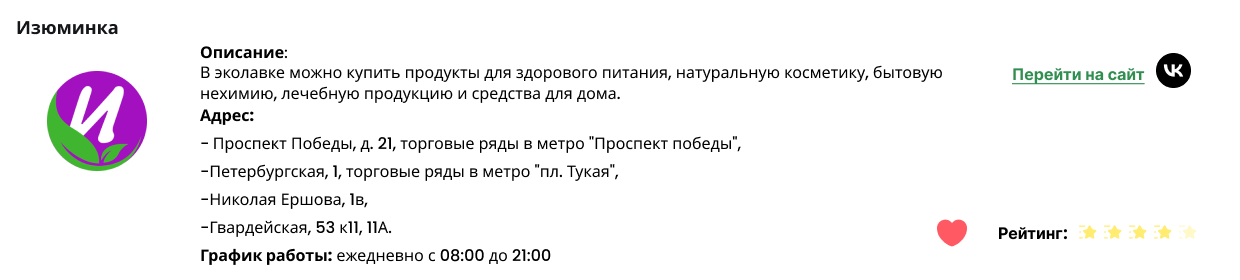 Изюминка
И
Описание:
В эколавке можно купить продукты для здорового питания, натуральную косметику, бытовую
нехимию, лечебную продукцию и средства для дома.
Перейти на сайт
Адрес:
- Проспект Победы, д. 21, торговые ряды в метро "Проспект победы",
-Петербургская, 1, торговые ряды в метро "пл. Тукая",
-Николая Ершова, 1в,
-Гвардейская, 53 к11, 11А.
Рейтинг:
График работы: ежедневно с 08:00 до 21:00